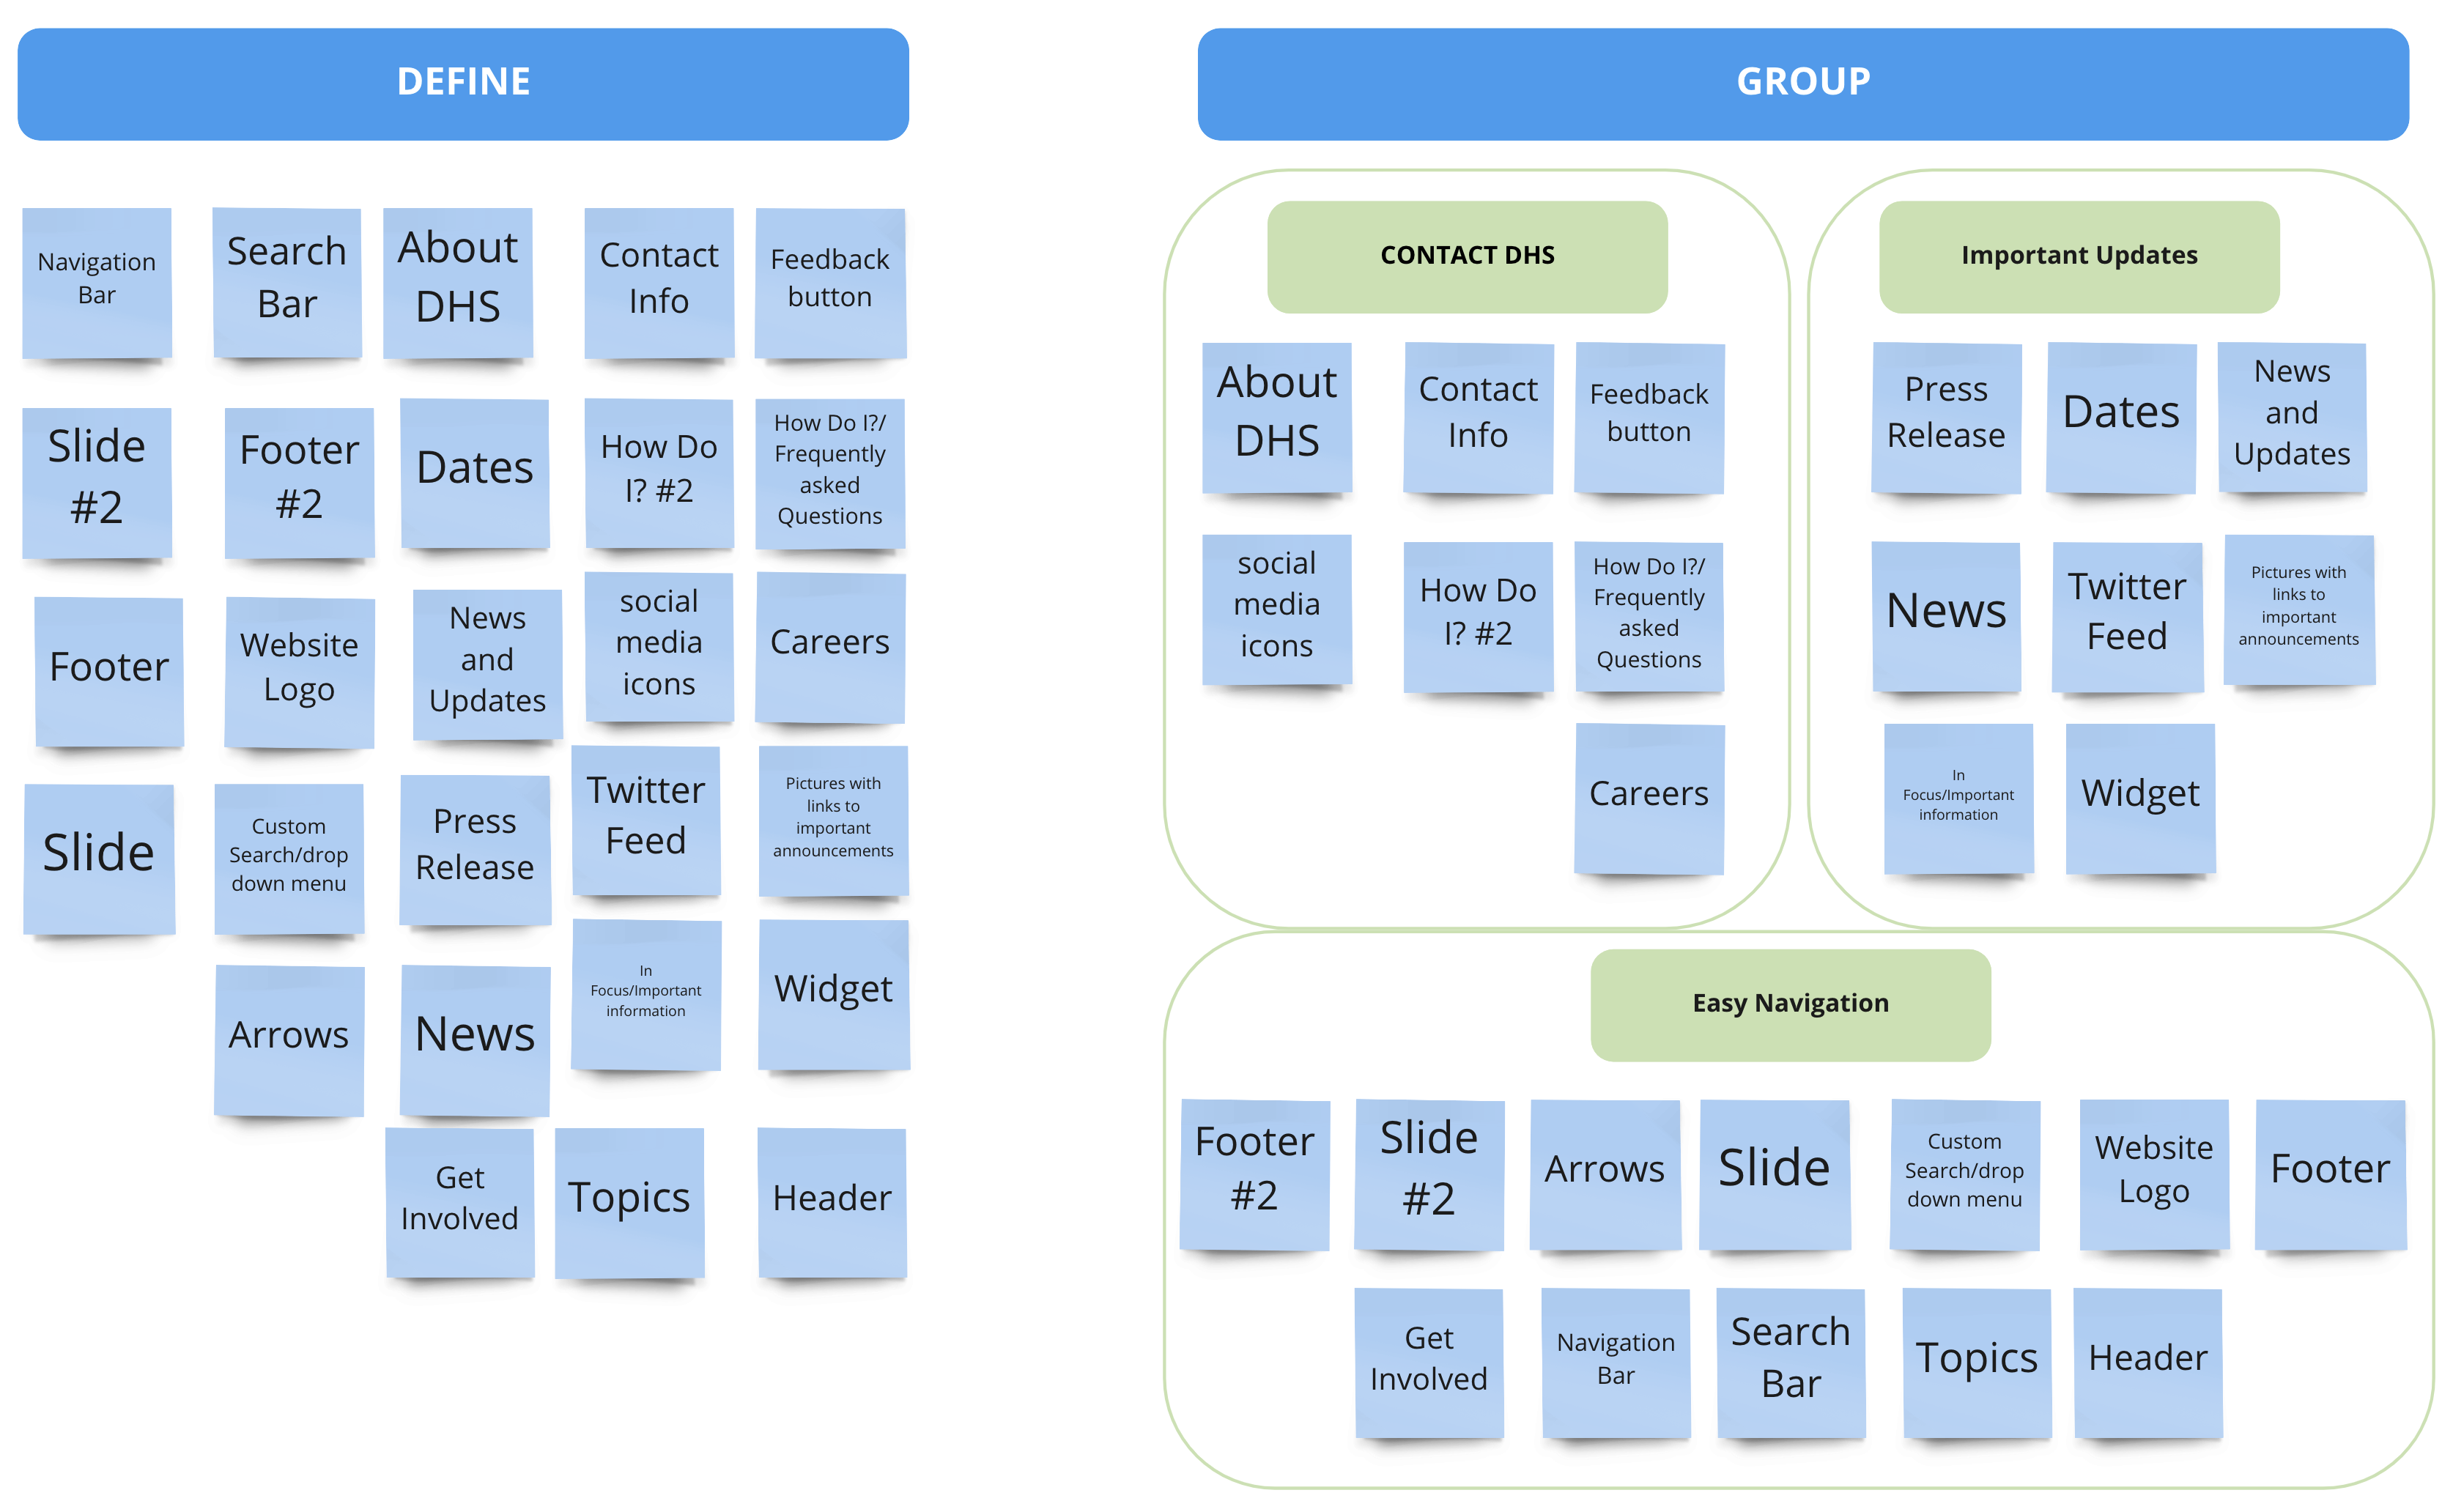 DEFINE
Navigation
Bar
Search
Bar
About
DHS
Contact
Info
Feedback
button
Slide
#2
Footer
#2
Dates
How Do
I? #2
How Do I?/
Frequently
asked
Questions
Footer
Website
Logo
News
and
Updates
social
media
icons
Careers
Slide
Custom
Search/drop
down menu
Press
Release
Twitter
Feed
Pictures with
links to
important
announcements
Arrows
News
In
Focus/Important
information
Widget
Get
Involved
Topics
Header
GROUP
CONTACT DHS
About
DHS
Contact
Info
Feedback
button
social
media
icons
How Do
I? #2
How Do I?/
Frequently
asked
Questions
Careers
Important Updates
Press
Release
Dates
News
and
Updates
News
Twitter
Feed
Pictures with
links to
important
announcements
In
Focus/Important
information
Widget
Easy Navigation
Footer
#2
Slide
#2
Arrows
Slide
Custom
Search/drop
down menu
Website
Logo
Footer
Get
Involved
Navigation
Bar
Search
Bar
Topics
Header